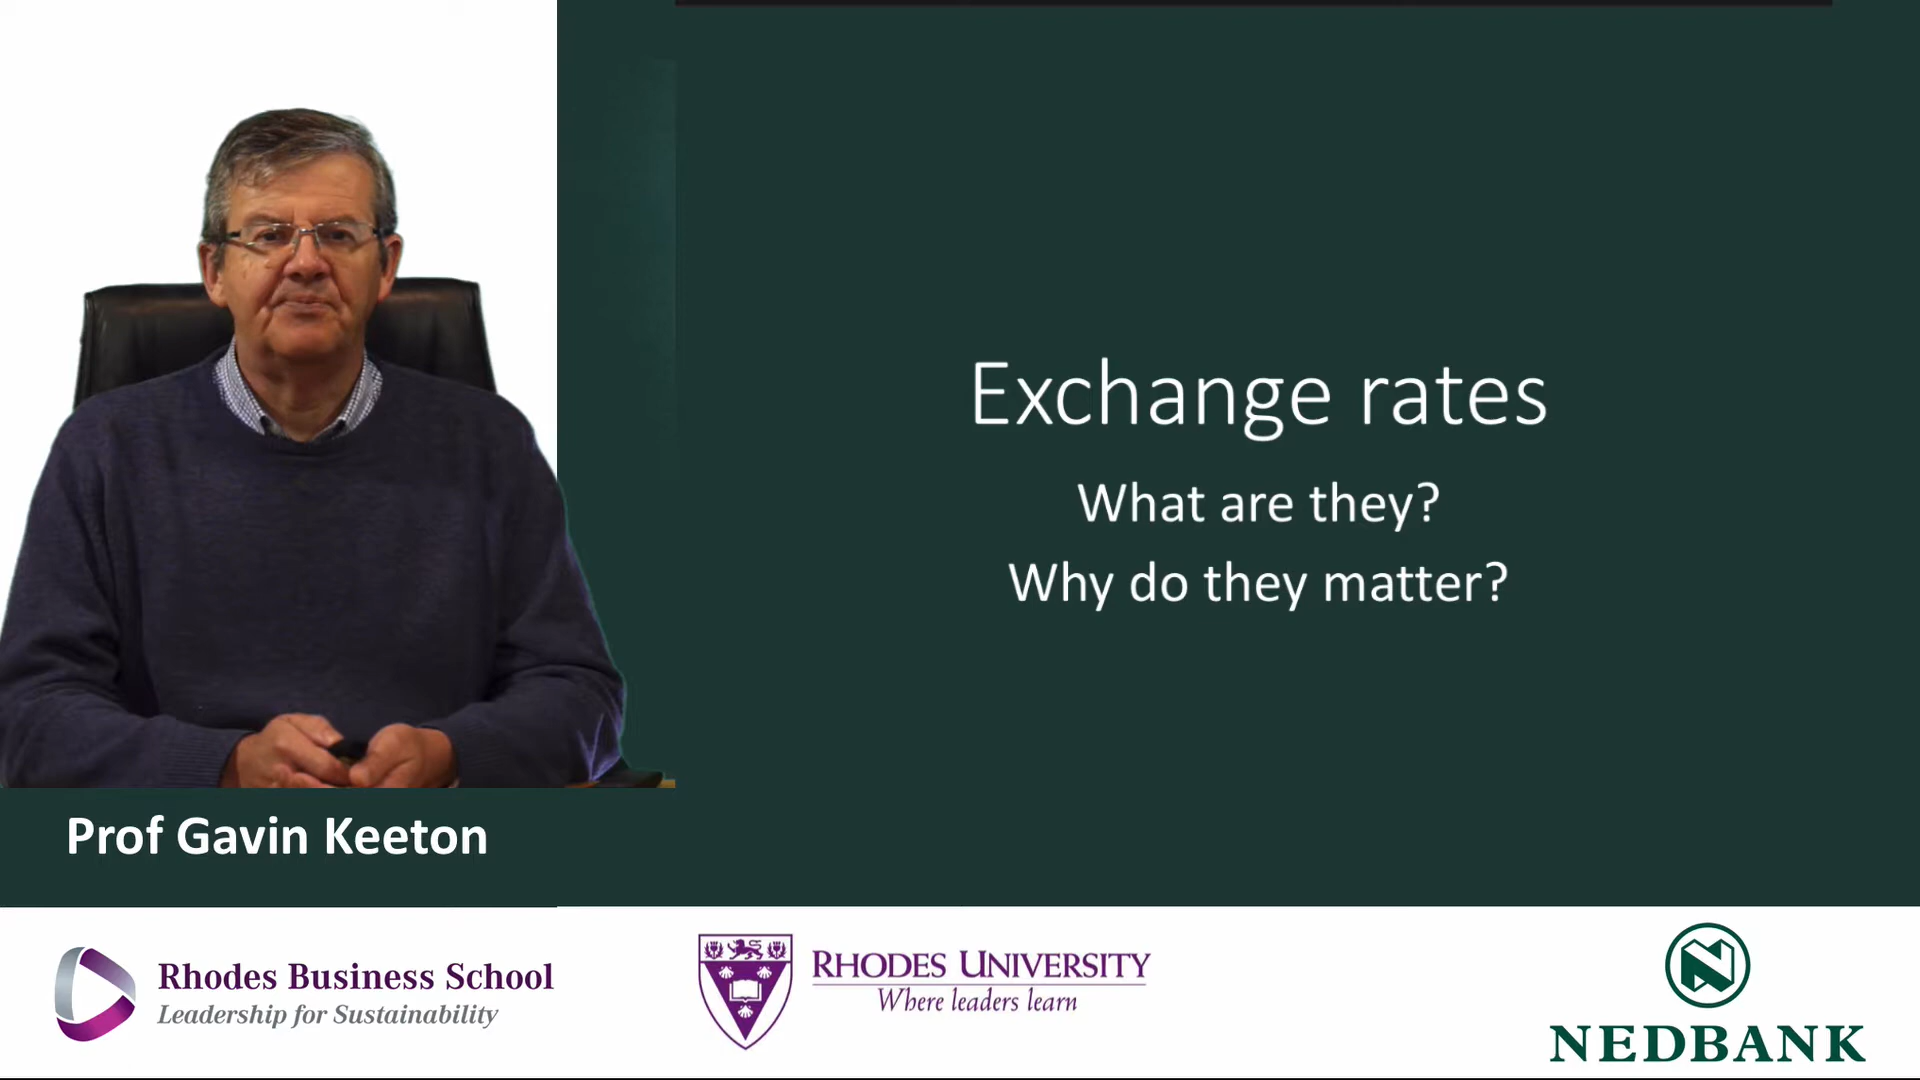 Exchange rates
What are they?
Why do they matter?
Prof Gavin Keeton
Rhodes Business School
Leadership for Sustainability
RHODES UNIVERSITY
Where leaders learn
NEDBANK